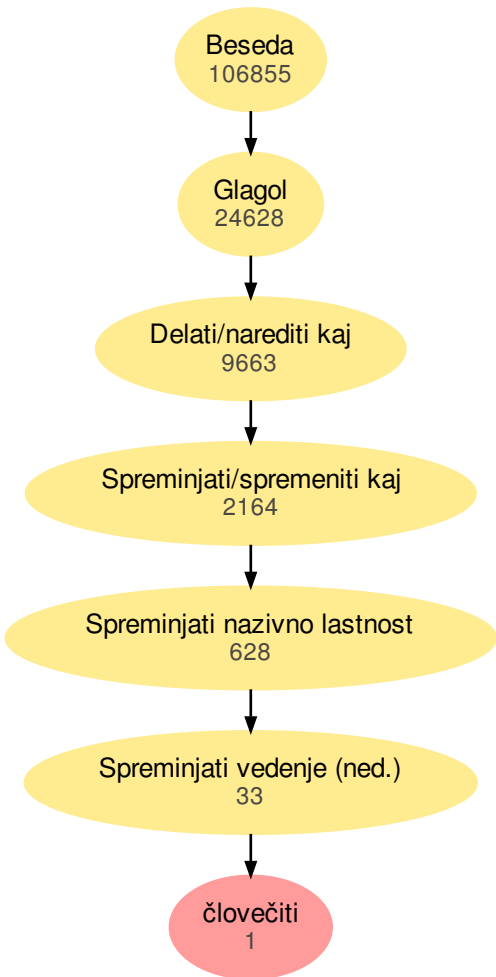 Beseda
106855
Glagol
24628
Delati/narediti kaj
9663
Spreminjati/spremeniti kaj
2164
Spreminjati nazivno lastnost
628
Spreminjati vedenje (ned.)
33
človečiti
1